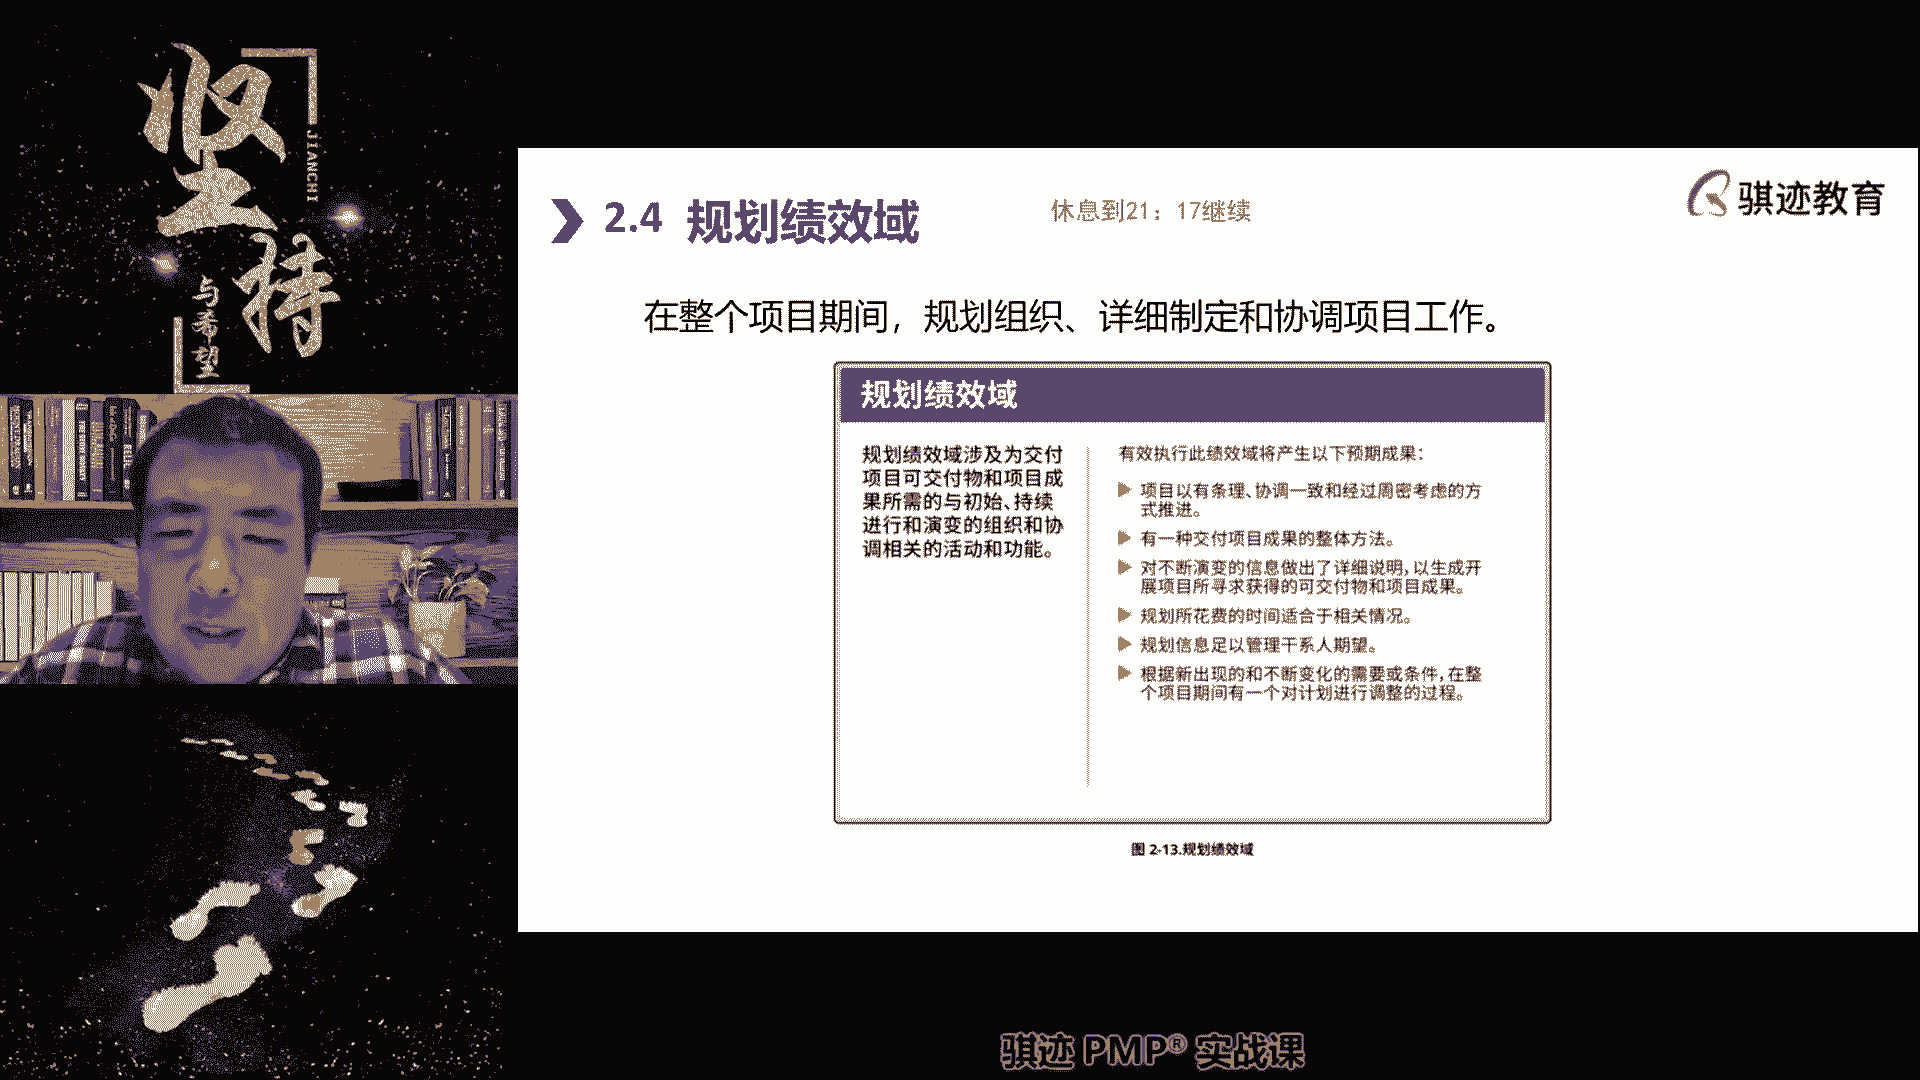 坚持
JIANCHI
与希望
2.4 规划绩效域
休息到21：17继续
骐迹教育
在整个项目期间，规划组织、详细制定和协调项目工作。
规划绩效域
规划绩效域涉及为交付
项目可交付物和项目成
果所需的与初始、持续
进行和演变的组织和协
调相关的活动和功能。
有效执行此绩效域将产生以下预期成果：
项目以有条理、协调一致和经过周密考虑的方
式推进。
有一种交付项目成果的整体方法。
对不断演变的信息做出了详细说明，以生成开
展项目所寻求获得的可交付物和项目成果。
规划所花费的时间适合于相关情况。
规划信息足以管理干系人期望。
根据新出现的和不断变化的需要或条件，在整
个项目期间有一个对计划进行调整的过程。
图 2-13.规划绩效域
骐迹 PMP® 实战课